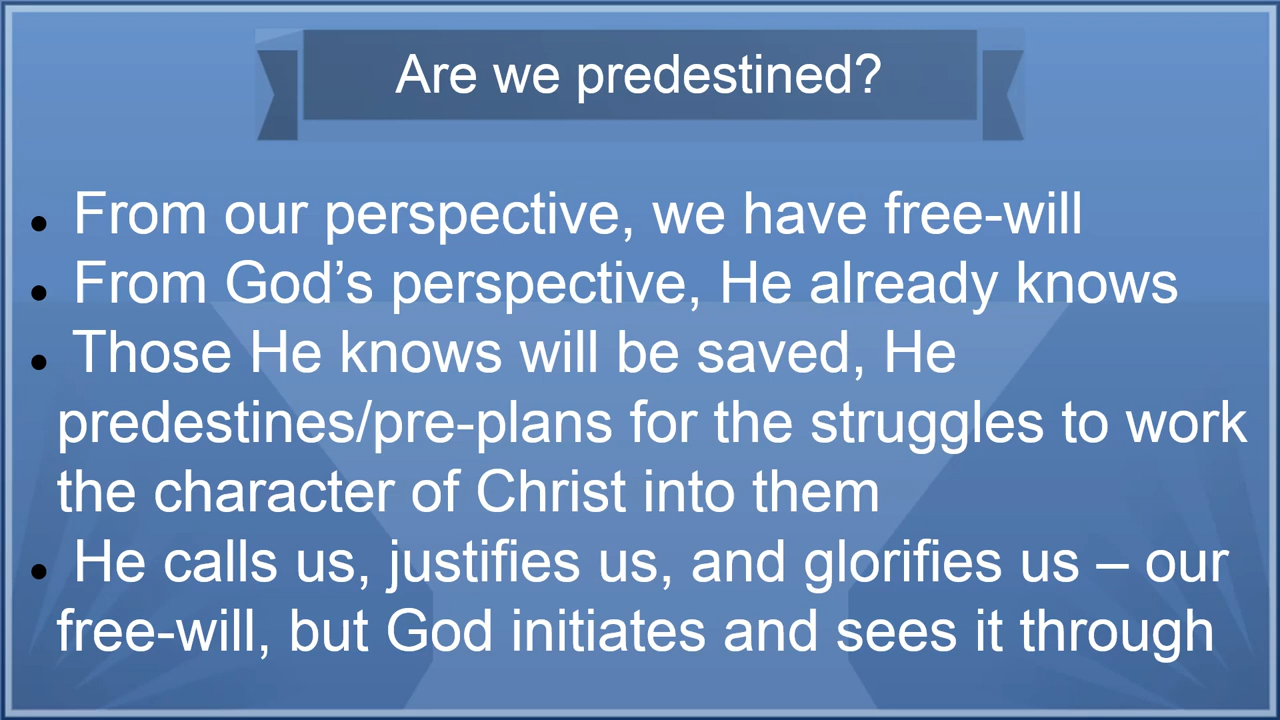 Are we predestined?
● From our perspective, we have free-will
● From God’s perspective, He already knows
● Those He knows will be saved, He
predestines/pre-plans for the struggles to work
the character of Christ into them
● He calls us, justifies us, and glorifies us – our
free-will, but God initiates and sees it through